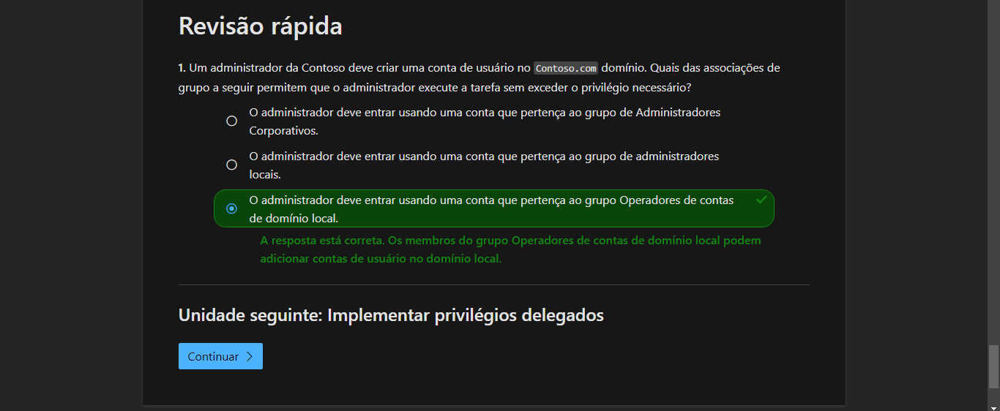 Revisão rápida
1. Um administrador da Contoso deve criar uma conta de usuário no Contoso.com domínio. Quais das associações de
grupo a seguir permitem que o administrador execute a tarefa sem exceder o privilégio necessário?
O administrador deve entrar usando uma conta que pertença ao grupo de Administradores
Corporativos.
O administrador deve entrar usando uma conta que pertença ao grupo de administradores
locais.
O administrador deve entrar usando uma conta que pertença ao grupo Operadores de contas
de domínio local.
A resposta está correta. Os membros do grupo Operadores de contas de domínio local podem
adicionar contas de usuário no domínio local.
Unidade seguinte: Implementar privilégios delegados
Continuar